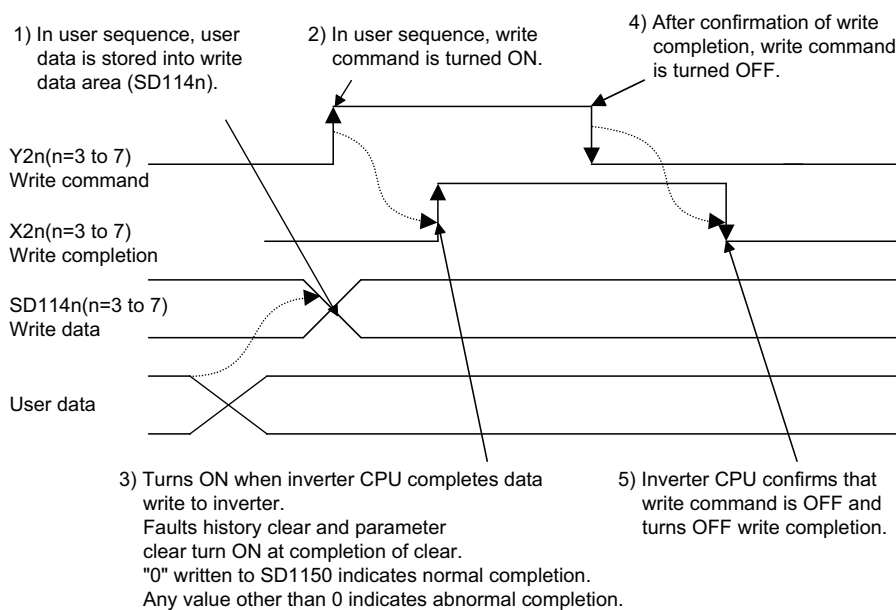 1) In user sequence, user
data is stored into write
data area (SD114n).
2) In user sequence, write
command is turned ON.
4) After confirmation of write
completion, write command
is turned OFF.
Y2n(n=3 to 7)
Write command
X2n(n=3 to 7)
Write completion
SD114n(n=3 to 7)
Write data
User data
3) Turns ON when inverter CPU completes data
write to inverter.
Faults history clear and parameter
clear turn ON at completion of clear.
"0" written to SD1150 indicates normal completion.
Any value other than 0 indicates abnormal completion.
5) Inverter CPU confirms that
write command is OFF and
turns OFF write completion.